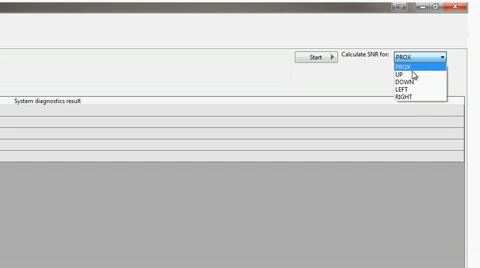 Start
Calculate SNR for:
PROX
PROX
UP
DOWN
LEFT
RIGHT
System diagnostics result